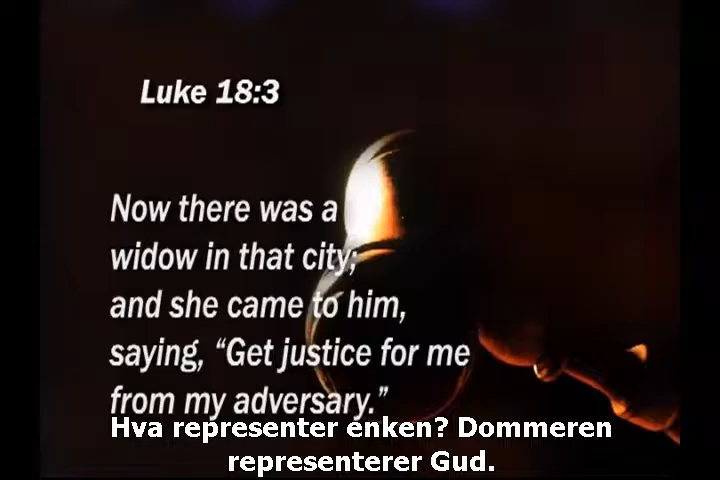 Luke 18:3
Now there was a
widow in that city;
and she came to him,
saying, “Get justice for me
from my adversary.”
Hva representer enken? Dommeren
representerer Gud.